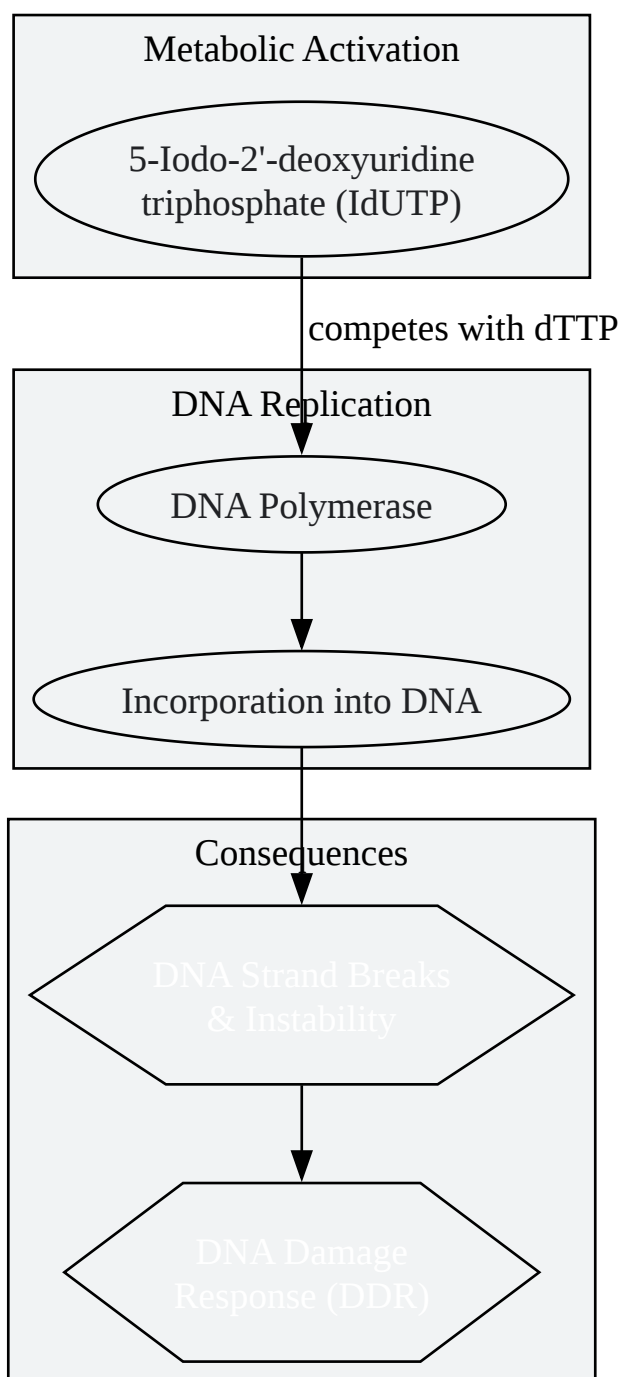 Metabolic Activation
5-Iodo-2'-deoxyuridine
triphosphate (IdUTP)
competes with dTTP
DNA Replication
DNA Polymerase
Incorporation into DNA
Consequences
DNA Strand Breaks
& Instability
DNA Damage
Response (DDR)